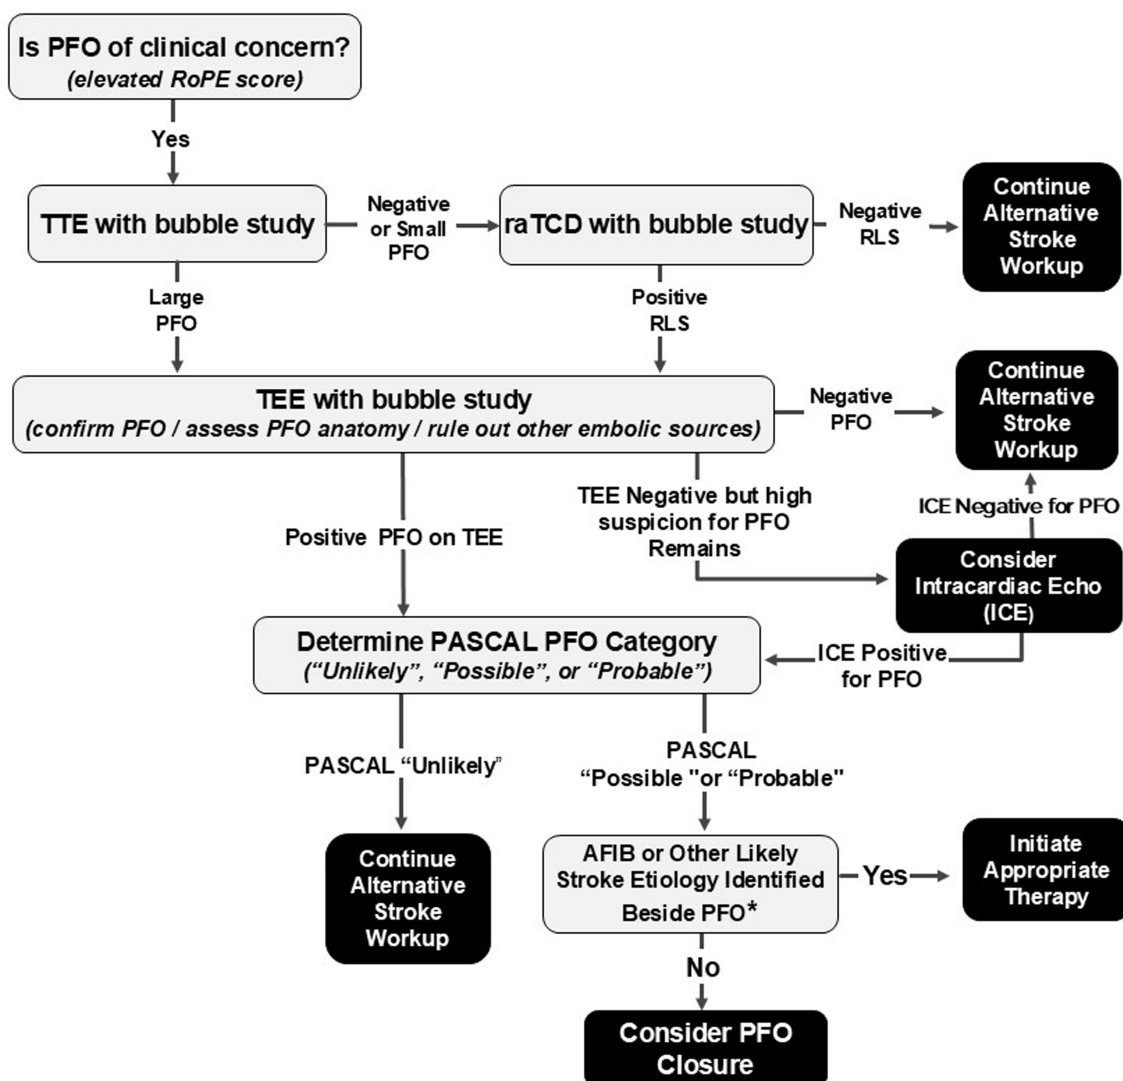 Is PFO of clinical concern?
(elevated RoPE score)
Yes
TTE with bubble study
Negative
or Small
PFO
raTCD with bubble study
Negative
RLS
Continue
Alternative
Stroke
Workup
Large
PFO
Positive
RLS
TEE with bubble study
(confirm PFO / assess PFO anatomy / rule out other embolic sources)
Negative
PFO
Continue
Alternative
Stroke
Workup
Positive PFO on TEE
TEE Negative but high
suspicion for PFO
Remains
ICE Negative for PFO
Consider
Intracardiac Echo
(ICE)
Determine PASCAL PFO Category
(“Unlikely”, “Possible”, or “Probable”)
ICE Positive
for PFO
PASCAL “Unlikely”
PASCAL
“Possible "or “Probable"
Continue
Alternative
Stroke
Workup
AFIB or Other Likely
Stroke Etiology Identified
Beside PFO*
Yes
Initiate
Appropriate
Therapy
No
Consider PFO
Closure